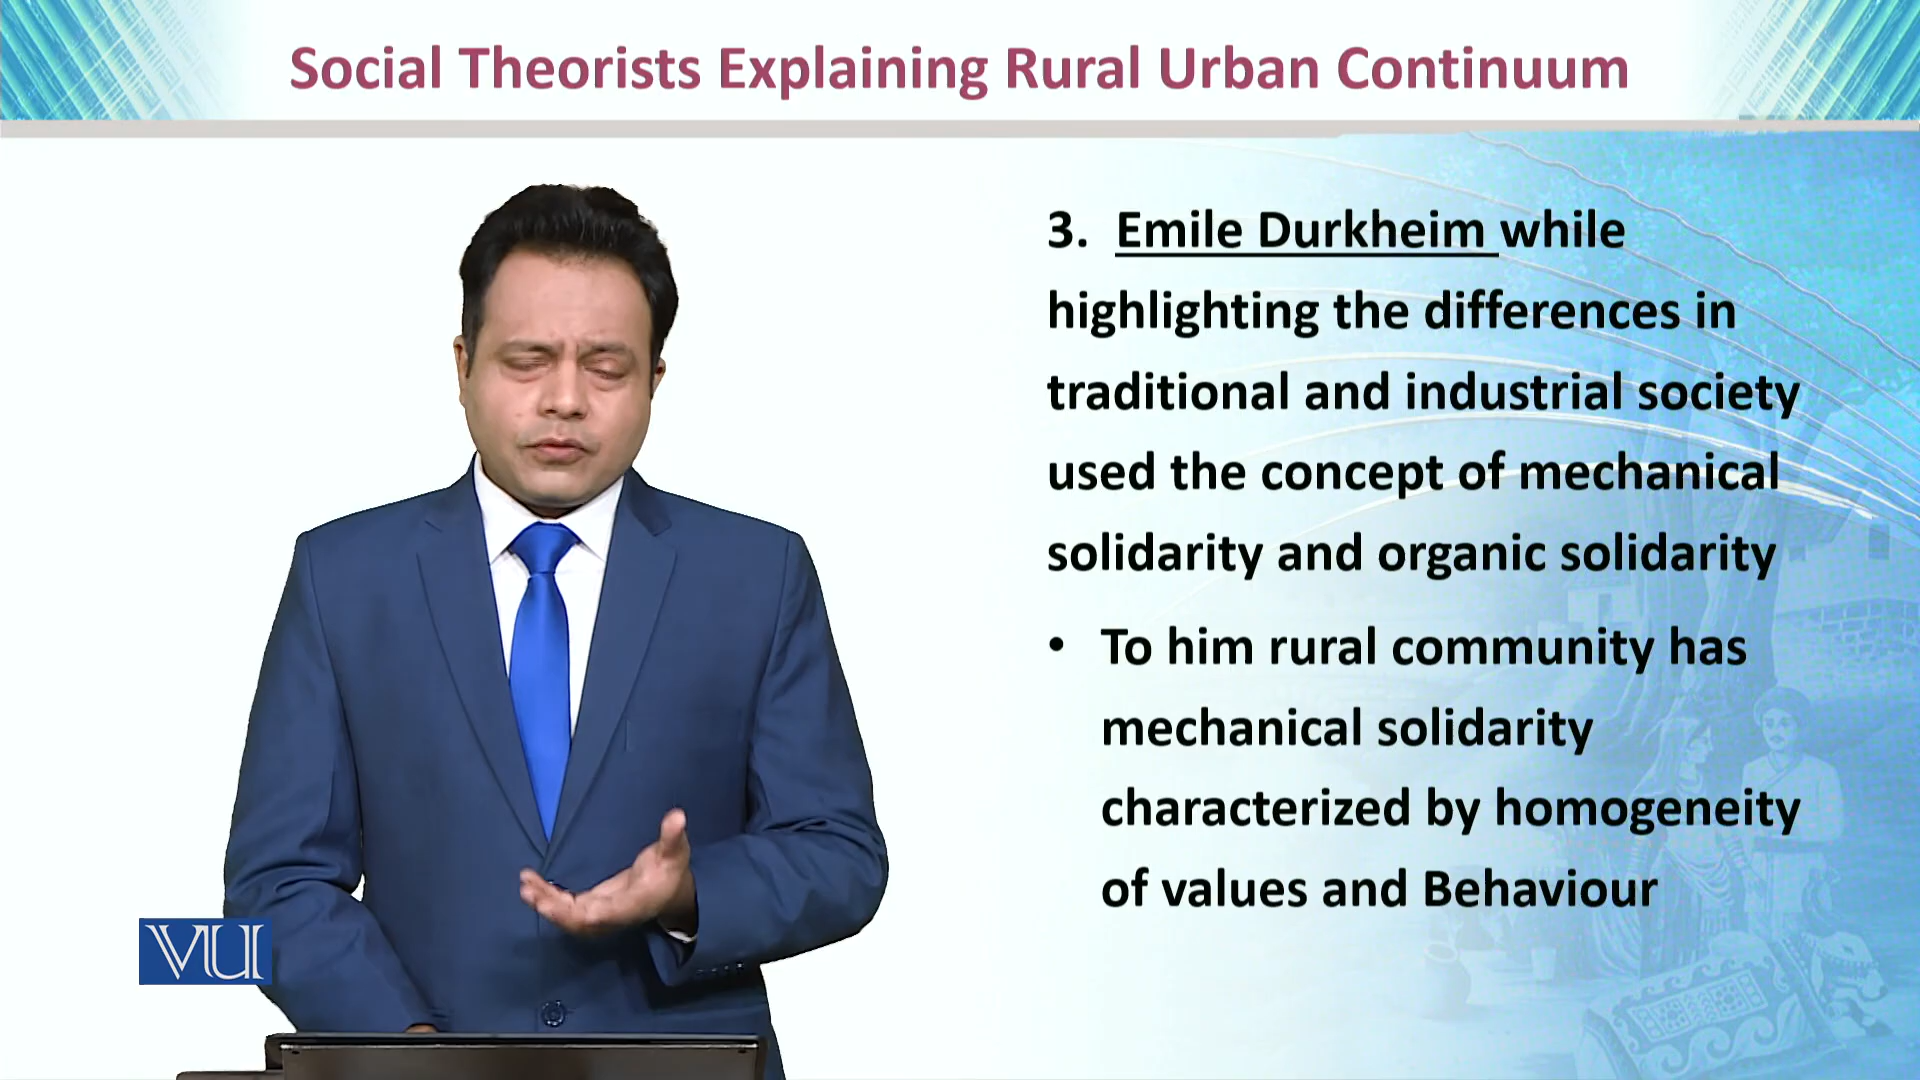 Social Theorists Explaining Rural Urban Continuum
3. Emile Durkheim while
highlighting the differences in
traditional and industrial society
used the concept of mechanical
solidarity and organic solidarity
• To him rural community has
mechanical solidarity
characterized by homogeneity
of values and Behaviour
VU